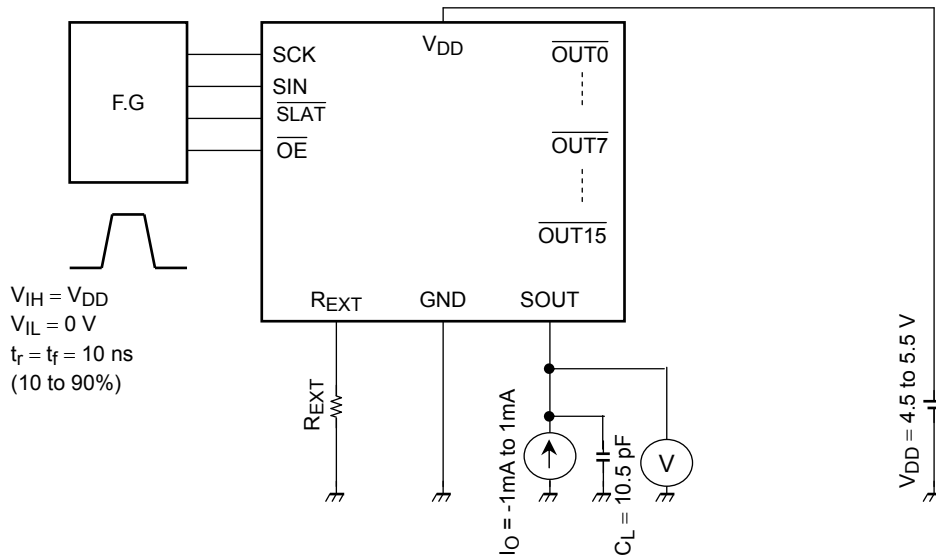 SCK
SIN
SLAT
OE
F.G
VDD
OUT0
OUT7
OUT15
REXT
GND
SOUT
VIH = VDD
VIL = 0 V
tr = tf = 10 ns
(10 to 90%)
REXT
IO = -1mA to 1mA
CL = 10.5 pF
V
VDD = 4.5 to 5.5 V